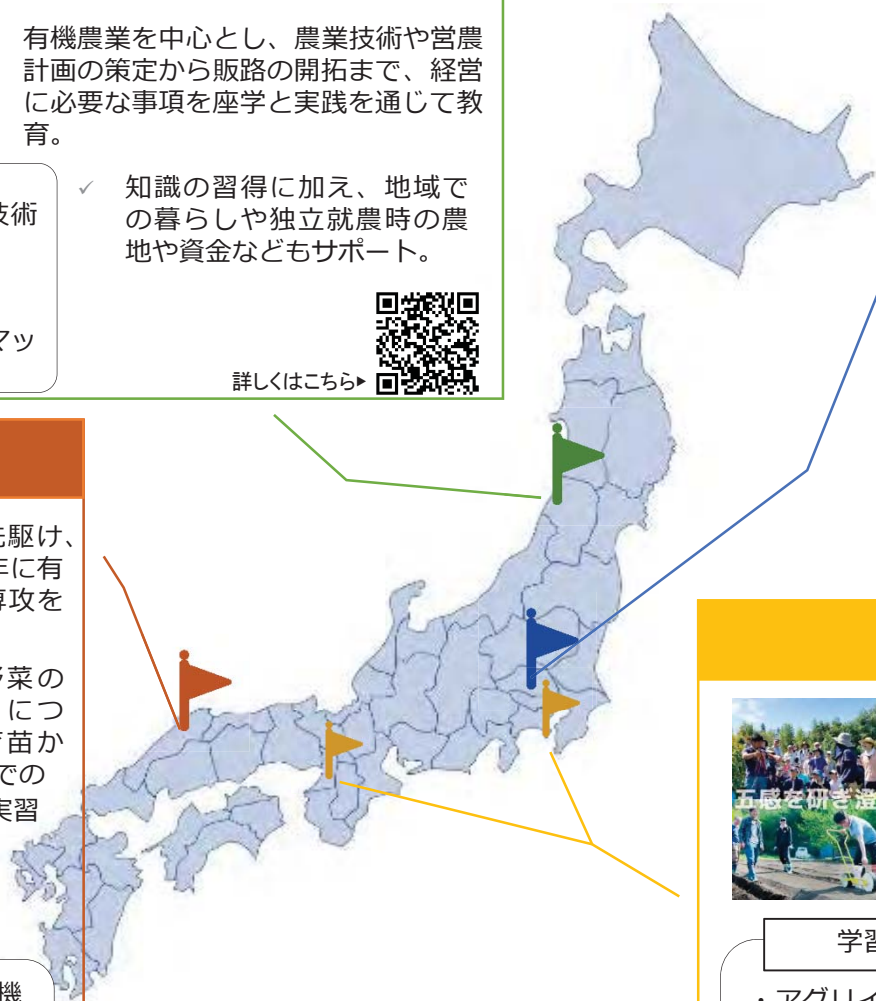 有機農業を中心とし、農業技術や営農
計画の策定から販路の開拓まで、経営
に必要な事項を座学と実践を通じて教
育。
技術
マッ
✓ 知識の習得に加え、地域で
の暮らしや独立就農時の農
地や資金などもサポート。
詳しくはこちら▶
先駆け、
年に有
専攻を
野菜の
につ
育苗か
での
実習
機
五感を研ぎ澄
学習
・アグリイ